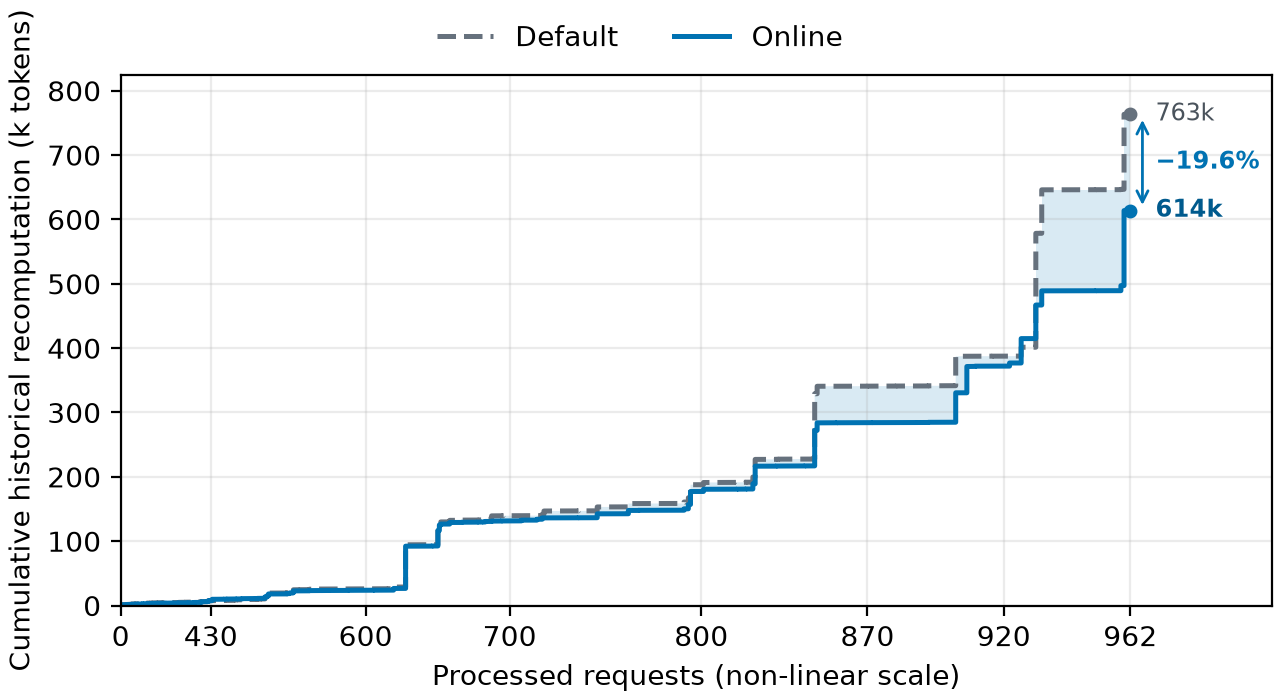 Default
Online
Cumulative historical recomputation (k tokens)
800
700
600
500
400
300
200
100
0
763k
−19.6%
614k
0 430 600 700 800 870 920 962
Processed requests (non-linear scale)